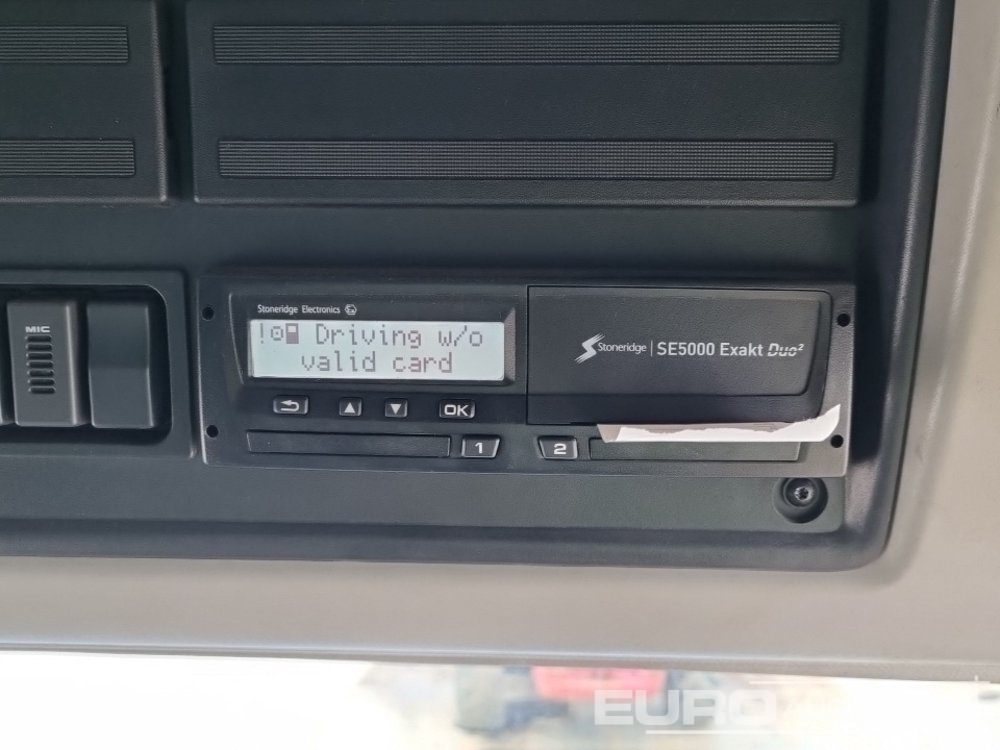 MIC
Stoneridge Electronics
! Driving w/o
valid card
Stoneridge | SE5000 Exakt Duo²
OK
1
2
EURO